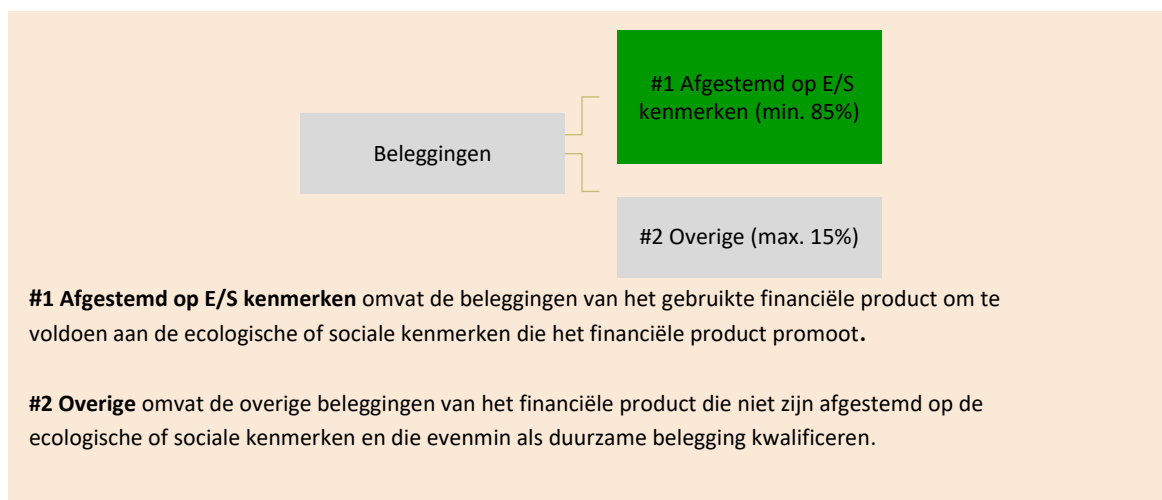 #1 Afgestemd op E/S
kenmerken (min. 85%)
Beleggingen
#2 Overige (max. 15%)
#1 Afgestemd op E/S kenmerken omvat de beleggingen van het gebruikte financiële product om te
voldoen aan de ecologische of sociale kenmerken die het financiële product promoot.
#2 Overige omvat de overige beleggingen van het financiële product die niet zijn afgestemd op de
ecologische of sociale kenmerken en die evenmin als duurzame belegging kwalificeren.